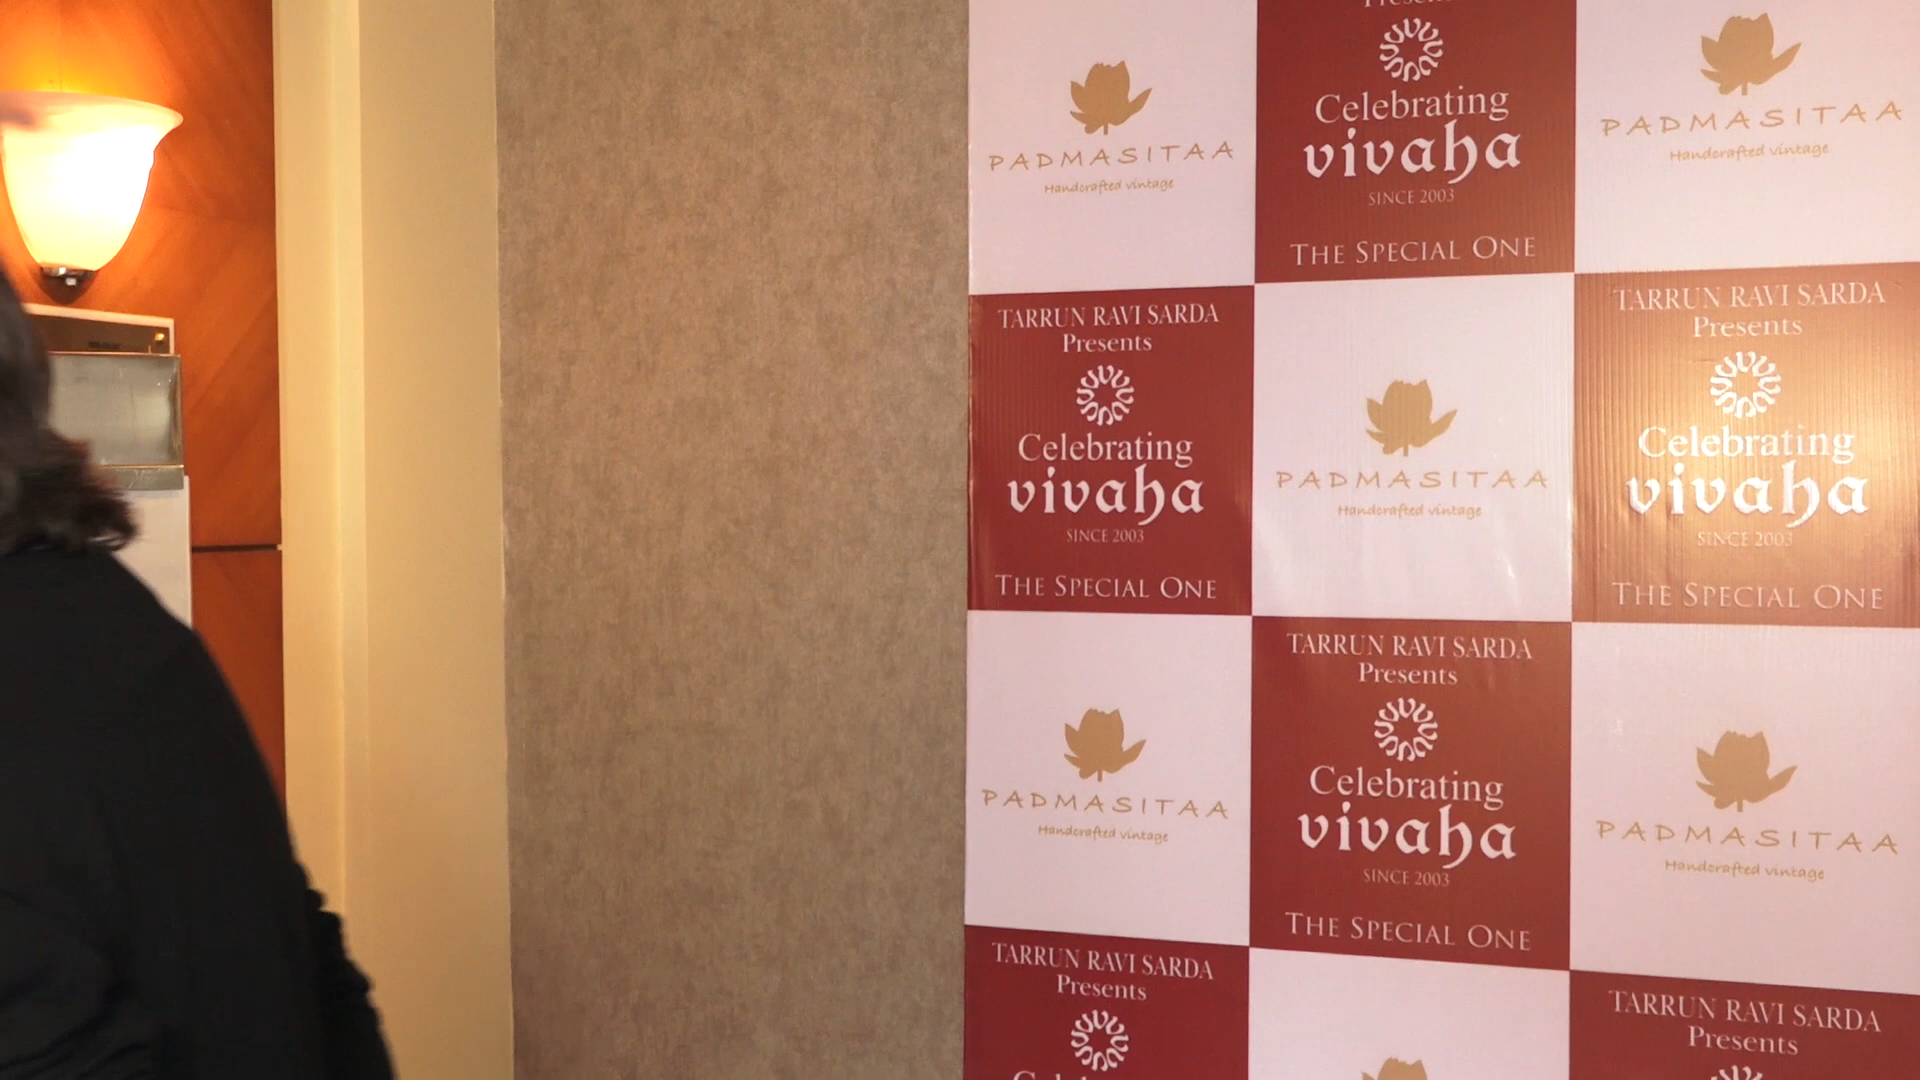 Celebrating
vivaha
SINCE 2003
THE SPECIAL ONE
PADMASITAA
Handcrafted vintage
PADMASITAA
Handcrafted vintage
TARRUN RAVI SARDA
Presents
Celebrating
vivaha
SINCE 2003
THE SPECIAL ONE
PADMASITAA
Handcrafted vintage
TARRUN RAVI SARDA
Presents
Celebrating
vivaha
SINCE 2003
THE SPECIAL ONE
PADMASITAA
Handcrafted vintage
TARRUN RAVI SARDA
Presents
Celebrating
vivaha
SINCE 2003
THE SPECIAL ONE
PADMASITAA
Handcrafted vintage
TARRUN RAVI SARDA
Presents
TARRUN RAVI SARDA
Presents